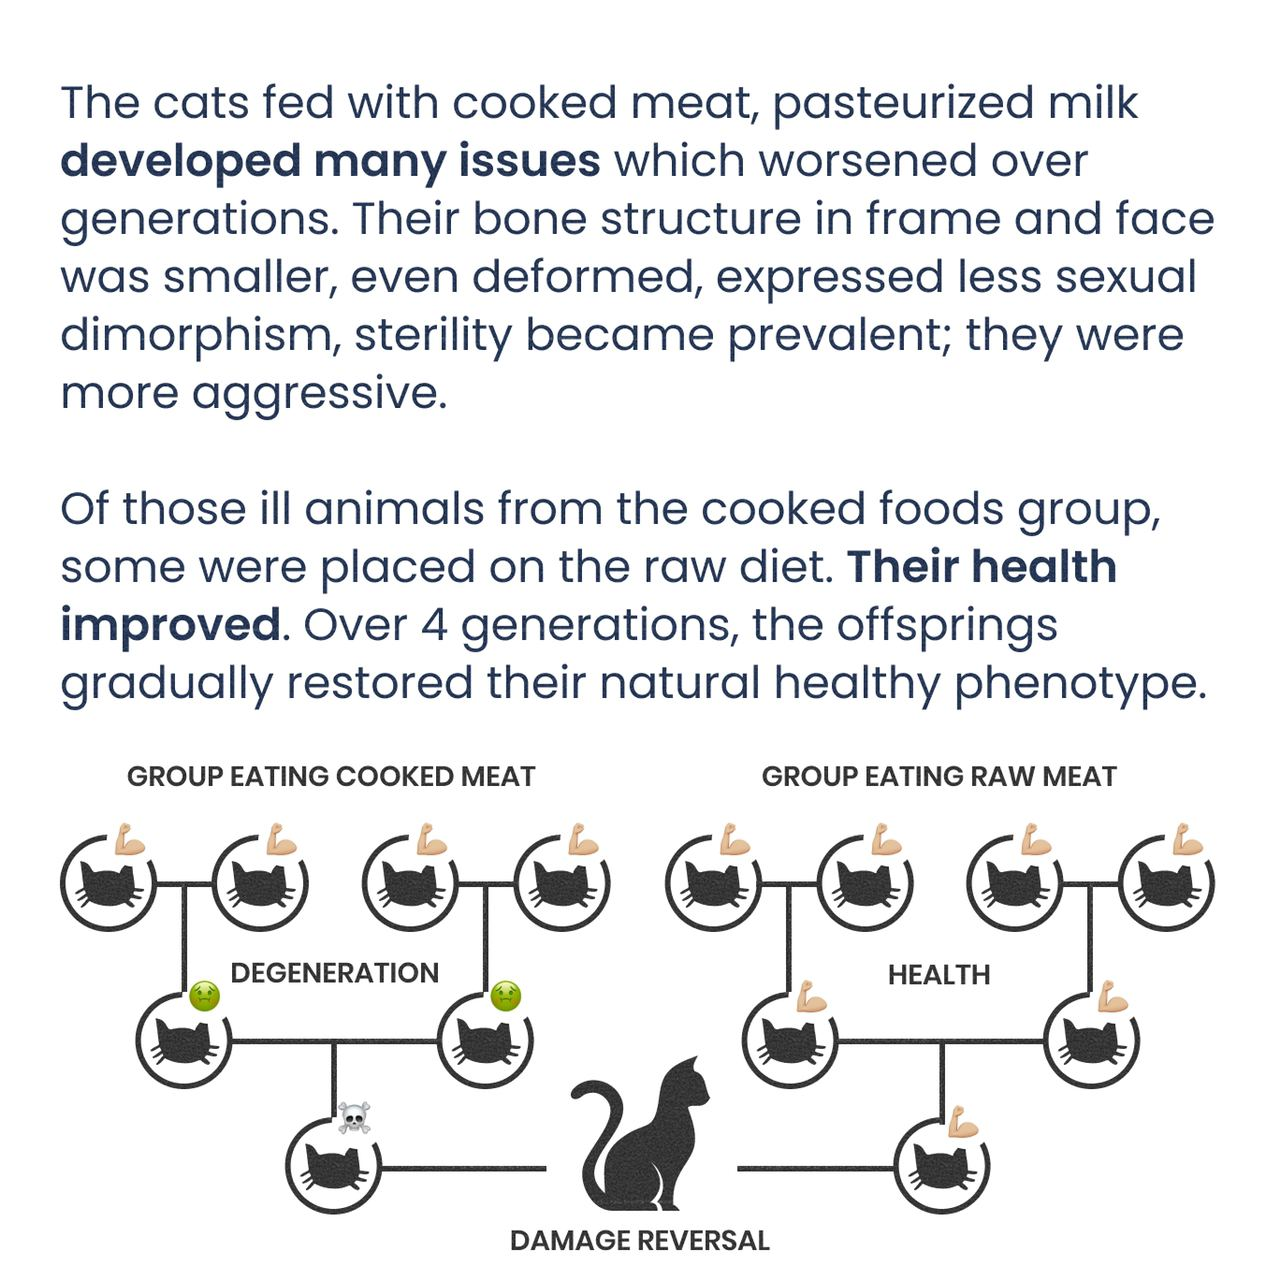 The cats fed with cooked meat, pasteurized milk
developed many issues which worsened over
generations. Their bone structure in frame and face
was smaller, even deformed, expressed less sexual
dimorphism, sterility became prevalent; they were
more aggressive.
Of those ill animals from the cooked foods group,
some were placed on the raw diet. Their health
improved. Over 4 generations, the offsprings
gradually restored their natural healthy phenotype.
GROUP EATING COOKED MEAT
GROUP EATING RAW MEAT
DEGENERATION
HEALTH
DAMAGE REVERSAL